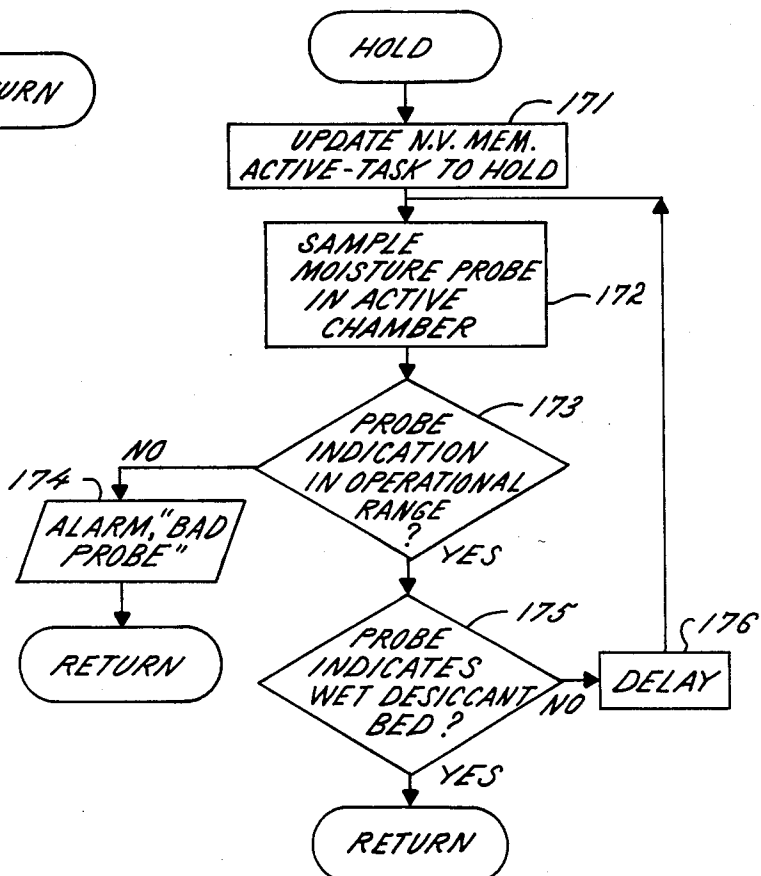 HOLD
URN
171
UPDATE N.V. MEM.
ACTIVE-TASK TO HOLD
SAMPLE
MOISTURE PROBE
IN ACTIVE
CHAMBER
172
173
PROBE
INDICATION
IN OPERATIONAL
RANGE
?
NO
174
ALARM, "BAD
PROBE"
YES
RETURN
175
PROBE
INDICATES
WET DESICCANT
BED ?
NO
176
DELAY
YES
RETURN